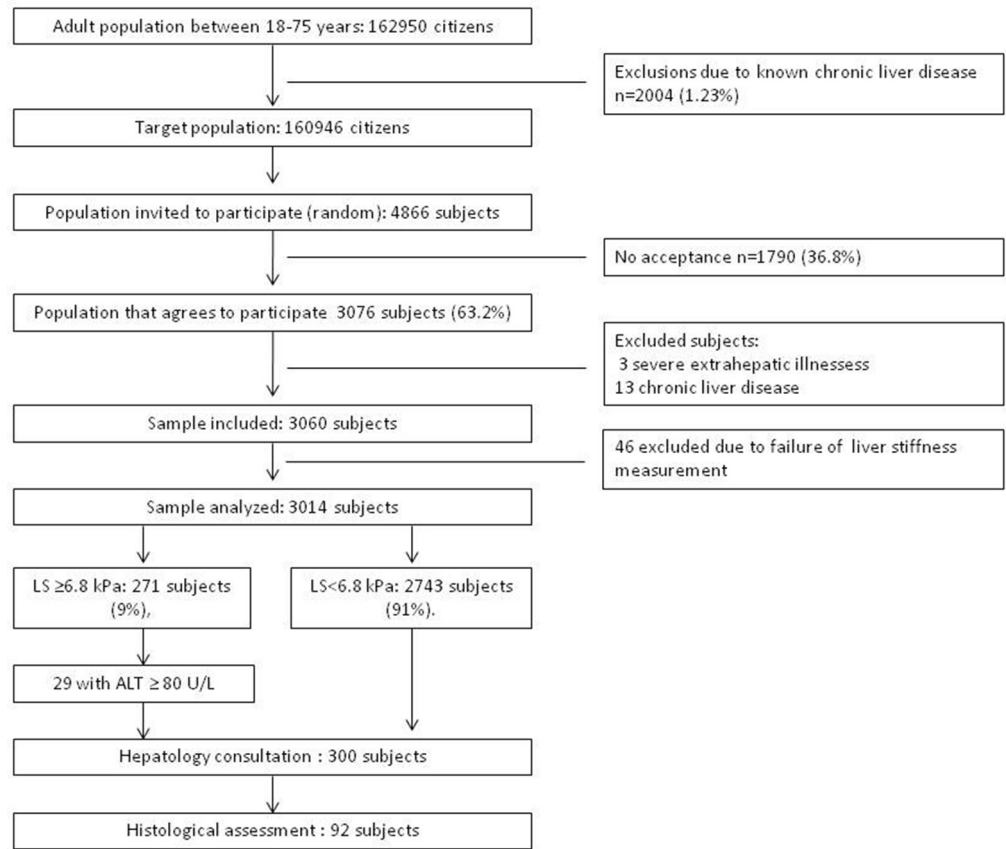 Adult population between 18-75 years: 162950 citizens
Exclusions due to known chronic liver disease
n=2004 (1.23%)
Target population: 160946 citizens
Population invited to participate (random): 4866 subjects
No acceptance n=1790 (36.8%)
Population that agrees to participate 3076 subjects (63.2%)
Excluded subjects:
3 severe extrahepatic illnessess
13 chronic liver disease
Sample included: 3060 subjects
46 excluded due to failure of liver stiffness
measurement
Sample analyzed: 3014 subjects
LS ≥6.8 kPa: 271 subjects
(9%),
LS<6.8 kPa: 2743 subjects
(91%).
29 with ALT ≥ 80 U/L
Hepatology consultation : 300 subjects
Histological assessment : 92 subjects